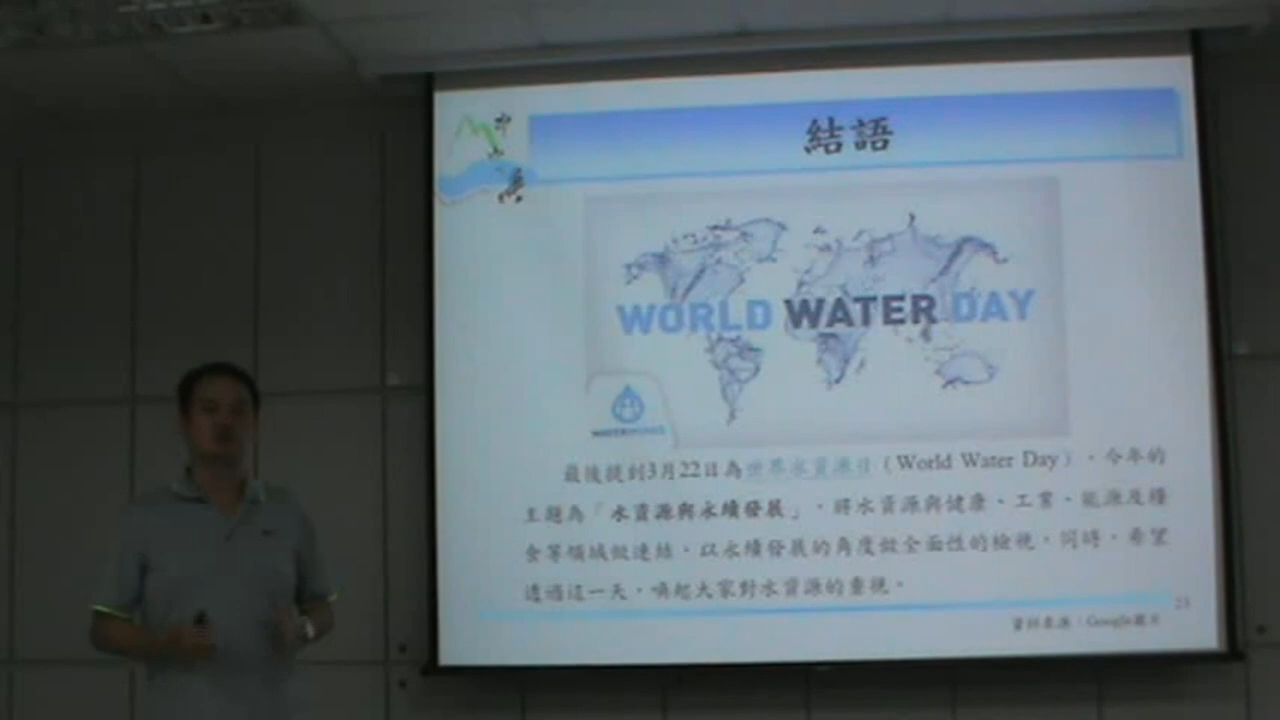 結語
WORLD WATER DAY
最後提到3月22日為世界水資源日（World Water Day），今年的
主題為「水資源與永續發展」，將水資源與健康、工業、能源及糧
食等領域做連結，以永續發展的角度做全面性的檢視，同時，希望
透過這一天，喚起大家對水資源的重視。
資料來源：Google圖片